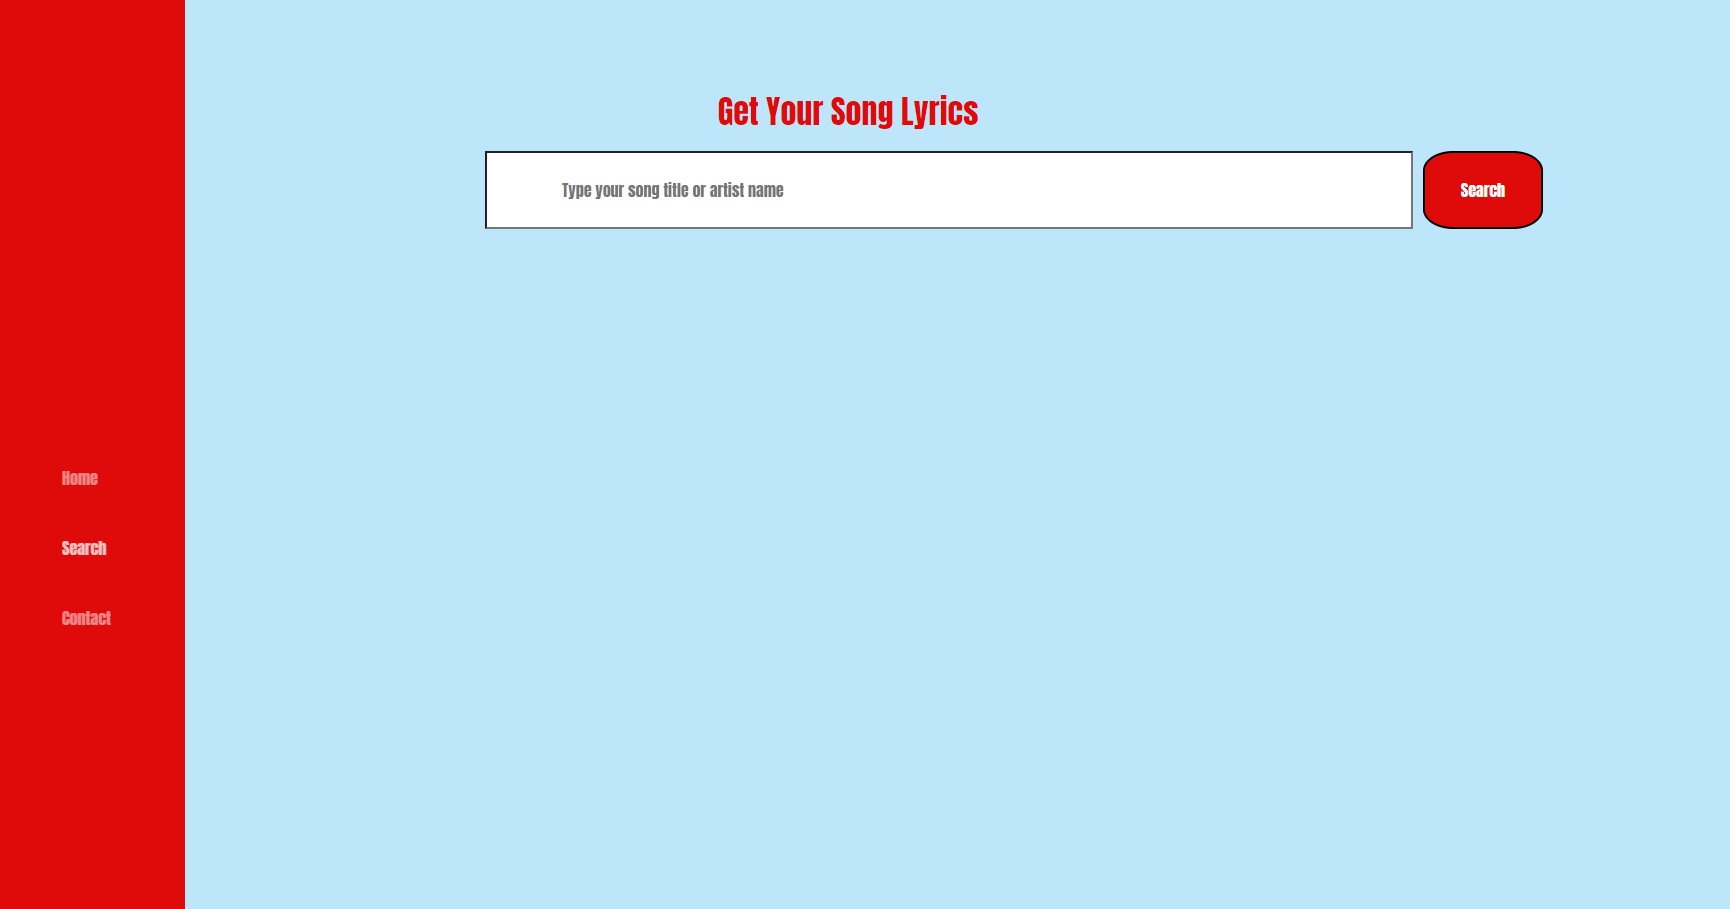 Get Your Song Lyrics
Type your song title or artist name
Search
Home
Search
Contact